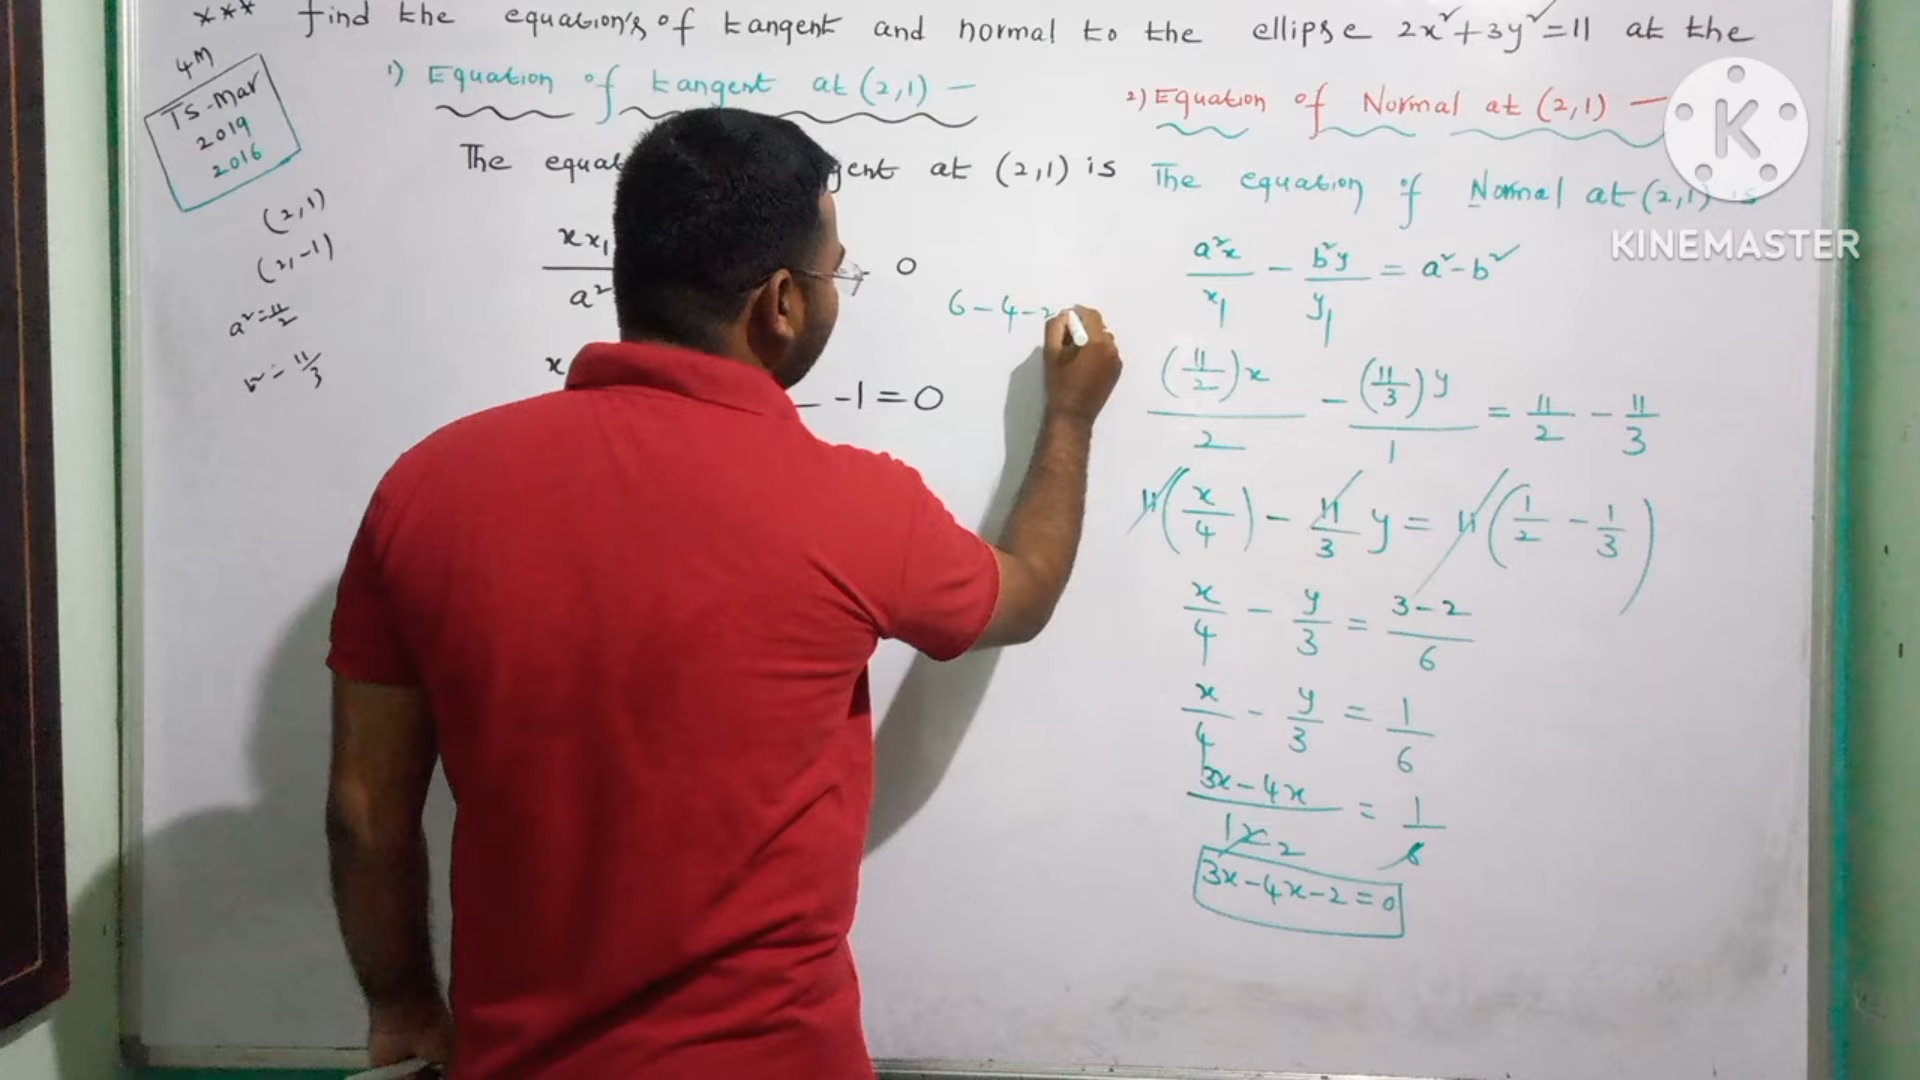 *** find the equation's of tangent and normal to the ellipse 2x²+3y²=11 at the
4M
TS-Mar
2019
2016
(2,1)
(2,-1)
a²=11/2
b²=11/3
1) Equation of tangent at (2,1) —
The gent at (2,1) is
xx₁
a²
0
x
-1=0
6-4-2
2) Equation of Normal at (2,1) —
The equation of Normal at (2,1) is
a²x/x₁ - b²y/y₁ = a²-b²
(11/2)x/2 - (11/3)y/1 = 11/2 - 11/3
11(x/4) - 11/3 y = 11(1/2 - 1/3)
x/4 - y/3 = 3-2/6
x/4 - y/3 = 1/6
3x-4x/12 2 = 1/6
3x-4x-2=0
K
KINEMASTER